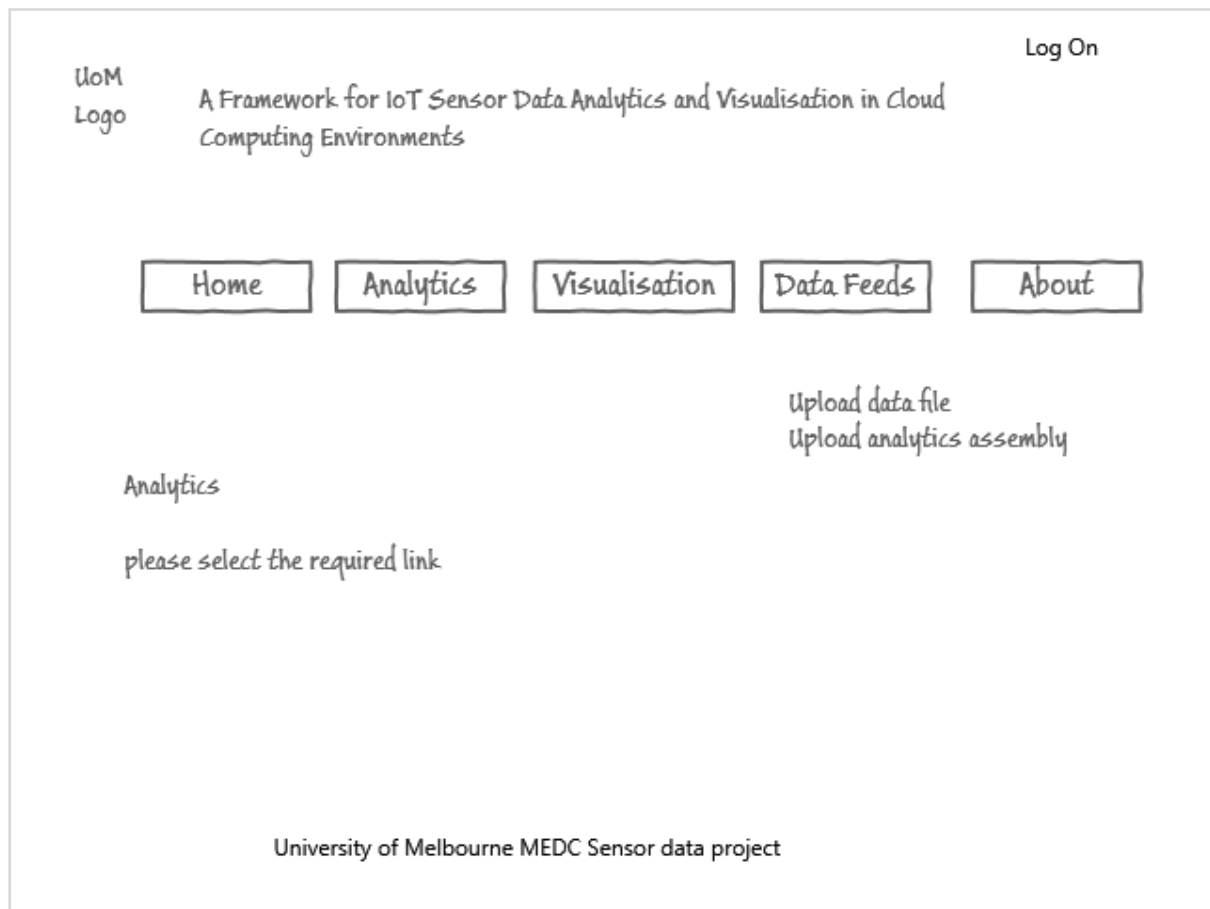 Log On
UoM
Logo
A Framework for IoT Sensor Data Analytics and Visualisation in Cloud
Computing Environments
Home
Analytics
Visualisation
Data Feeds
About
Upload data file
Upload analytics assembly
Analytics
please select the required link
University of Melbourne MEDC Sensor data project